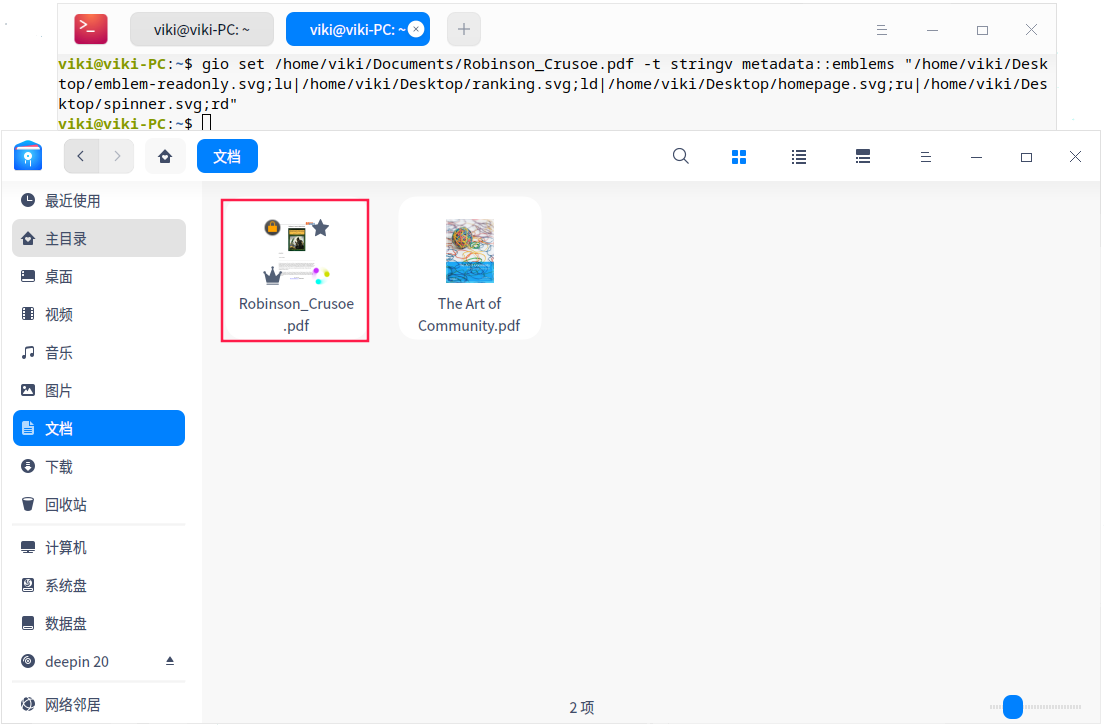 viki@viki-PC: ~
viki@viki-PC: ~
viki@viki-PC:~$ gio set /home/viki/Documents/Robinson_Crusoe.pdf -t stringv metadata::emblems "/home/viki/Desk
top/emblem-readonly.svg;lu|/home/viki/Desktop/ranking.svg;ld|/home/viki/Desktop/homepage.svg;ru|/home/viki/Des
ktop/spinner.svg;rd"
viki@viki-PC:~$
文档
最近使用
主目录
桌面
视频
音乐
图片
文档
下载
回收站
计算机
系统盘
数据盘
deepin 20
网络邻居
Robinson_Crusoe
.pdf
The Art of
Community.pdf
2 项